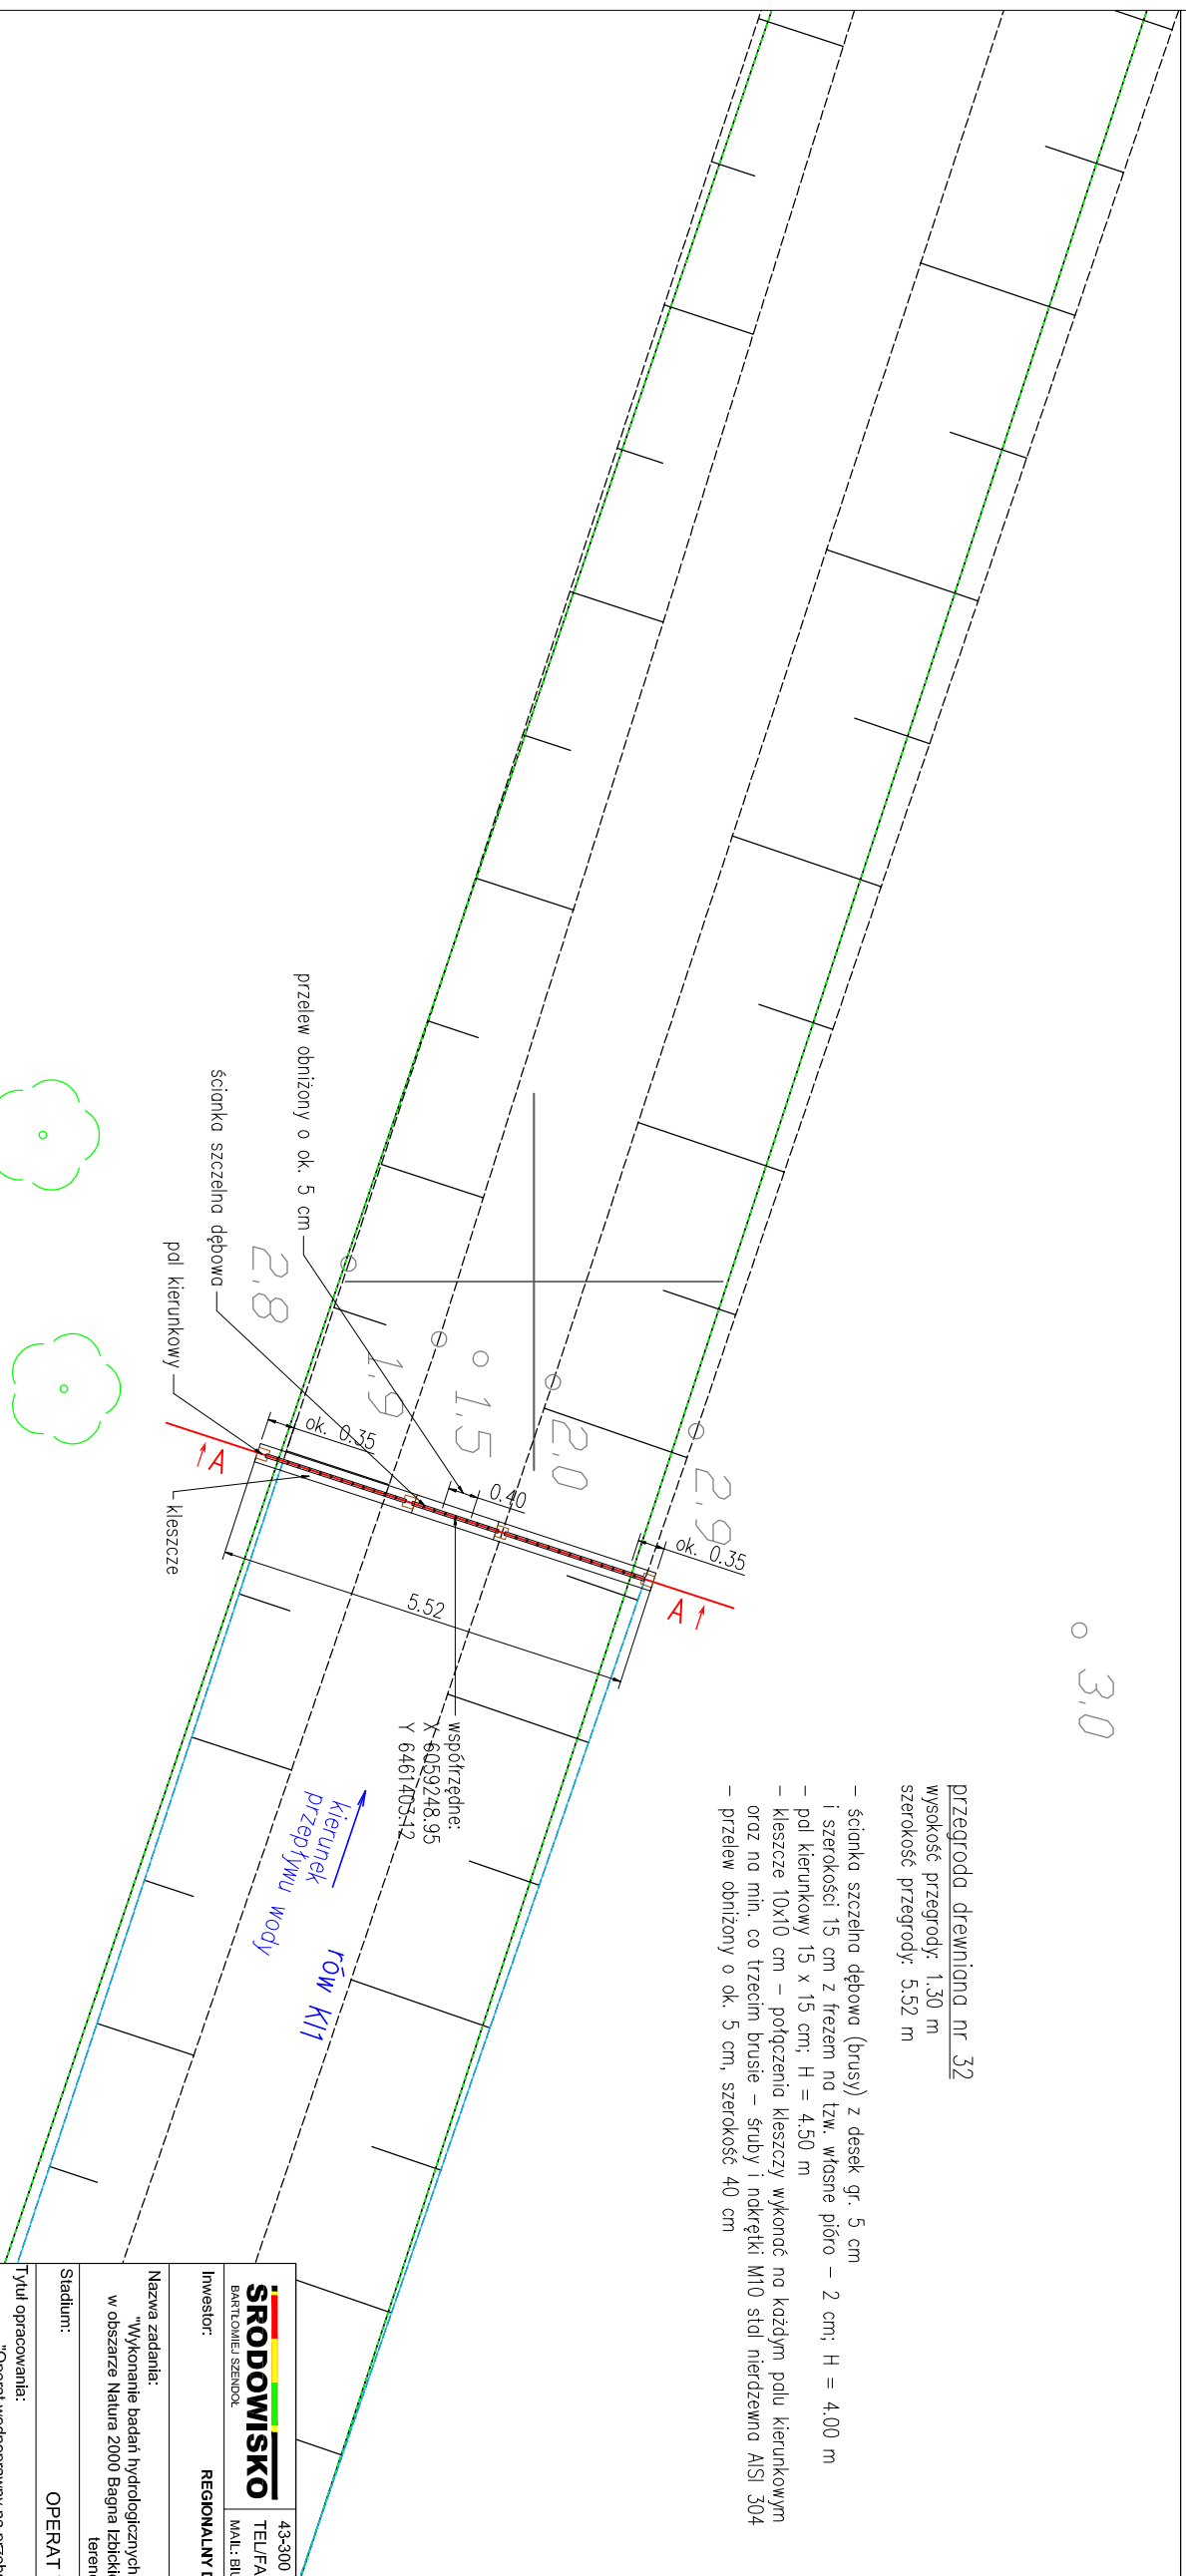 3.0
przegroda drewniana nr 32
wysokość przegrody: 1.30 m
szerokość przegrody: 5.52 m
- ścianka szczelna dębowa (brusy) z desek gr. 5 cm
i szerokości 15 cm z frezem na tzw. własne pióro - 2 cm; H = 4.00 m
- pal kierunkowy 15 x 15 cm; H = 4.50 m
- kleszcze 10x10 cm - połączenia kleszczy wykonać na każdym palu kierunkowym
oraz na min. co trzecim brusie - śruby i nakrętki M10 stal nierdzewna AISI 304
- przelew obniżony o ok. 5 cm, szerokość 40 cm
2.9
ok. 0.35
A
2.0
0.40
1.5
1.9
ok. 0.35
2.8
A
5.52
przelew obniżony o ok. 5 cm
ścianka szczelna dębowa
pal kierunkowy
kleszcze
współrzędne:
X 6059248.95
Y 6461403.12
kierunek
przepływu wody
rów Kl1
ŚRODOWISKO
BARTŁOMIEJ SZENDOŁ
43-300
TEL/FA
MAIL: BIU
Inwestor:
REGIONALNY D
Nazwa zadania:
"Wykonanie badań hydrologicznych
w obszarze Natura 2000 Bagna Izbicki
teren
Stadium:
OPERAT
Tytuł opracowania: